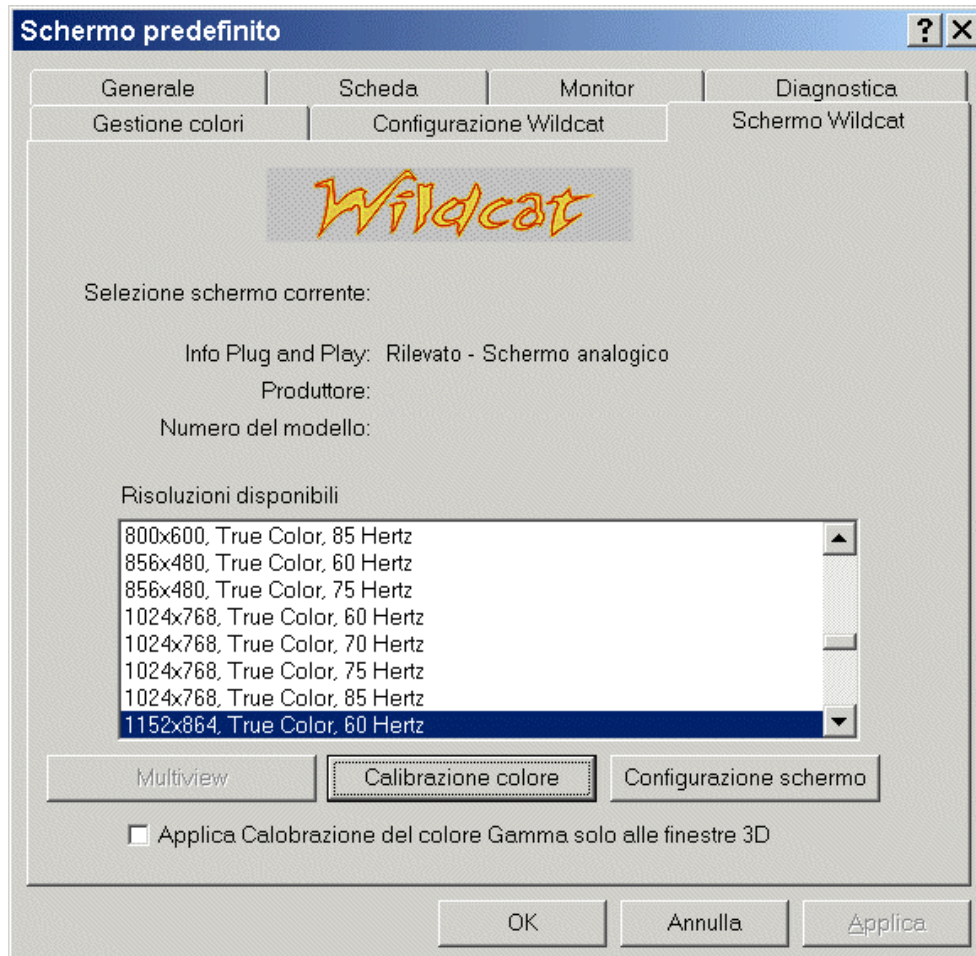 Schermo predefinito
Generale Scheda Monitor Diagnostica
Gestione colori Configurazione Wildcat Schermo Wildcat
Wildcat
Selezione schermo corrente:
Info Plug and Play: Rilevato - Schermo analogico
Produttore:
Numero del modello:
Risoluzioni disponibili
800x600, True Color, 85 Hertz
856x480, True Color, 60 Hertz
856x480, True Color, 75 Hertz
1024x768, True Color, 60 Hertz
1024x768, True Color, 70 Hertz
1024x768, True Color, 75 Hertz
1024x768, True Color, 85 Hertz
1152x864, True Color, 60 Hertz
Multiview Calibrazione colore Configurazione schermo
Applica Calobrazione del colore Gamma solo alle finestre 3D
OK Annulla Applica